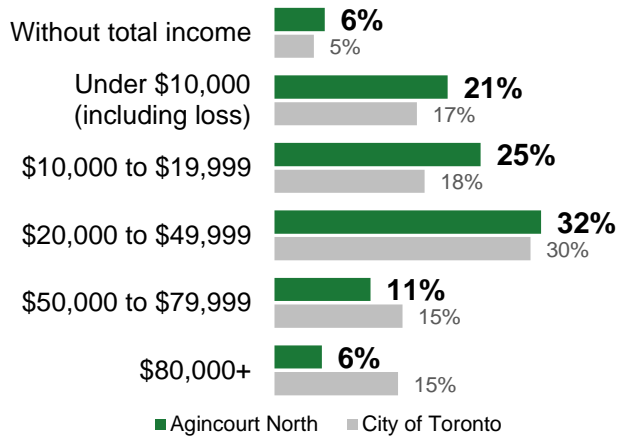 Without total income
6%
5%
Under $10,000
(including loss)
21%
17%
$10,000 to $19,999
25%
18%
$20,000 to $49,999
32%
30%
$50,000 to $79,999
11%
15%
$80,000+
6%
15%
Agincourt North
City of Toronto